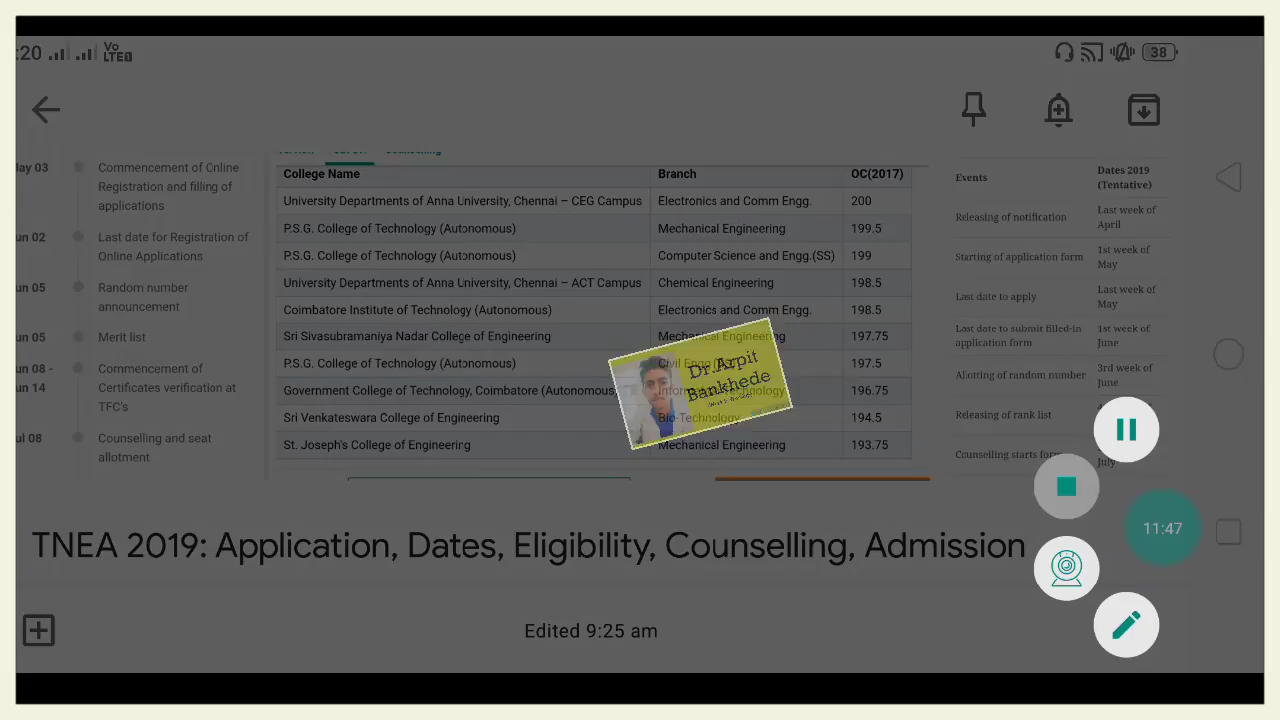 :20 Vo LTE
38
May 03 Commencement of Online
Registration and filling of
applications
Jun 02 Last date for Registration of
Online Applications
Jun 05 Random number
announcement
Jun 05 Merit list
Jun 08 - Commencement of
Jun 14 Certificates verification at
TFC's
Jul 08 Counselling and seat
allotment
College Name Branch OC(2017)
University Departments of Anna University, Chennai – CEG Campus Electronics and Comm Engg. 200
P.S.G. College of Technology (Autonomous) Mechanical Engineering 199.5
P.S.G. College of Technology (Autonomous) Computer Science and Engg.(SS) 199
University Departments of Anna University, Chennai – ACT Campus Chemical Engineering 198.5
Coimbatore Institute of Technology (Autonomous) Electronics and Comm Engg. 198.5
Sri Sivasubramaniya Nadar College of Engineering Mechanical Engineering 197.75
P.S.G. College of Technology (Autonomous) Civil Engg 197.5
Government College of Technology, Coimbatore (Autonomous) Information Technology 196.75
Sri Venkateswara College of Engineering Bio-Technology 194.5
St. Joseph's College of Engineering Mechanical Engineering 193.75
Dr.Arpit
Bankhede
Events Dates 2019
(Tentative)
Releasing of notification Last week of
April
Starting of application form 1st week of
May
Last date to apply Last week of
May
Last date to submit filled-in 1st week of
application form June
Allotting of random number 3rd week of
June
Releasing of rank list
Counselling starts
July
11:47
TNEA 2019: Application, Dates, Eligibility, Counselling, Admission
Edited 9:25 am